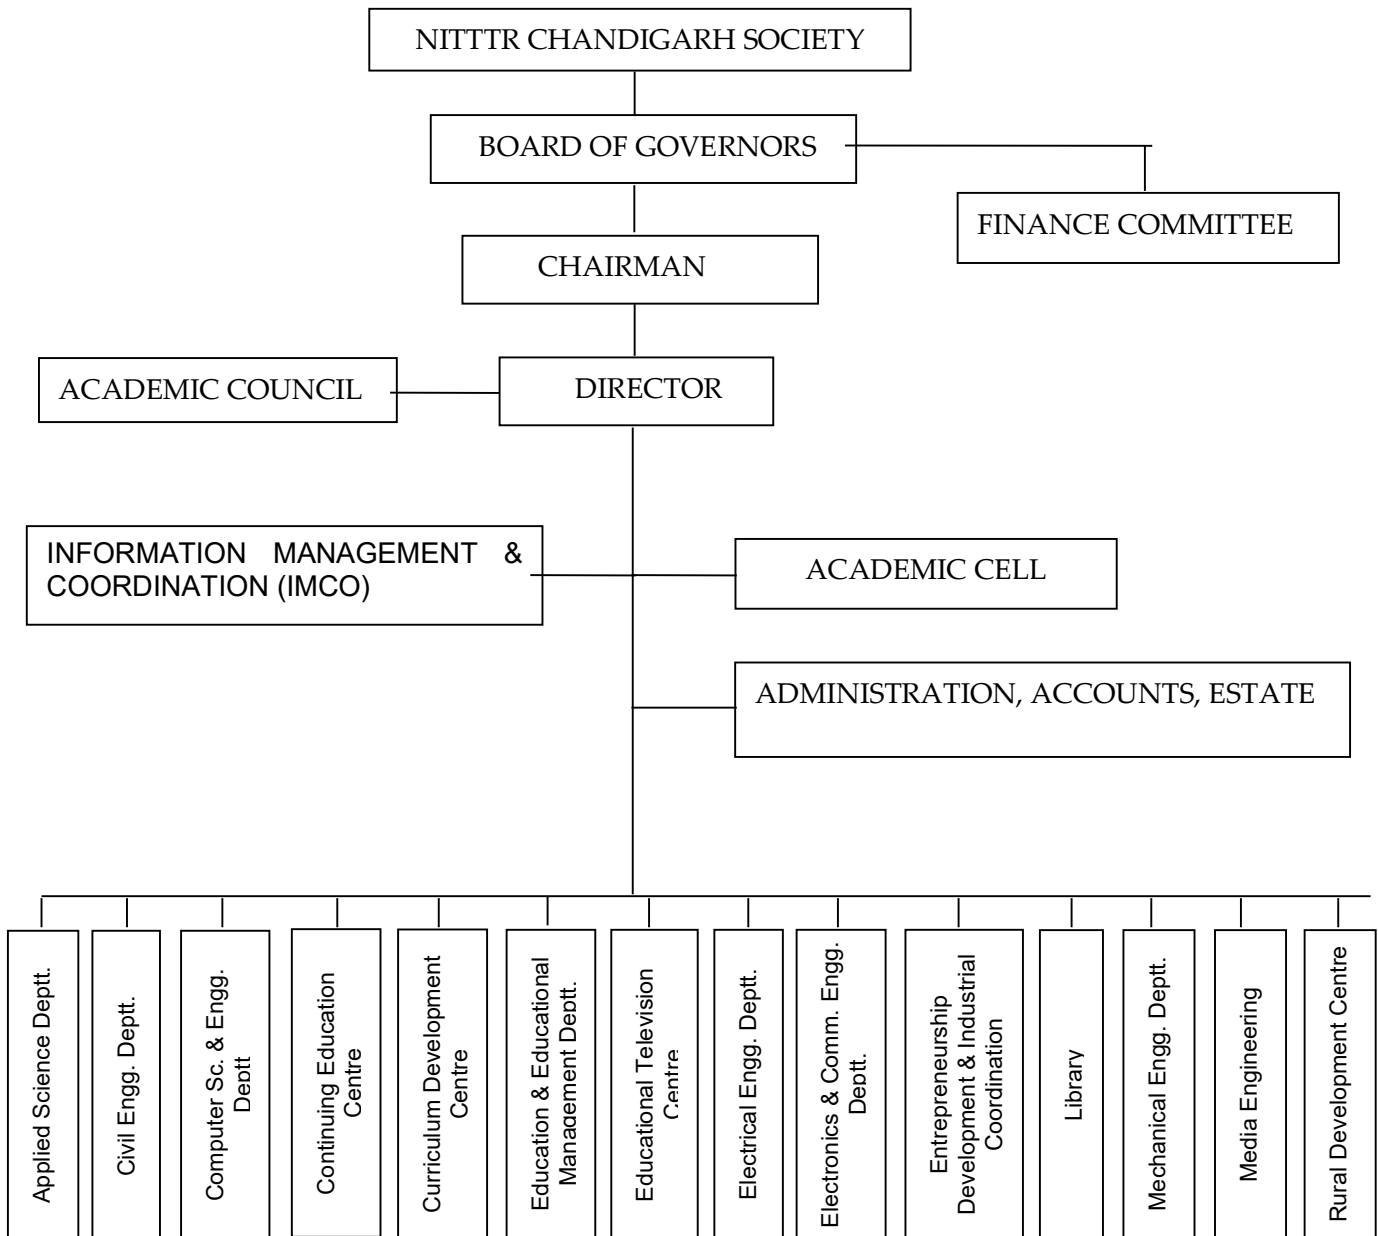 NITTTR CHANDIGARH SOCIETY
BOARD OF GOVERNORS
FINANCE COMMITTEE
CHAIRMAN
ACADEMIC COUNCIL
DIRECTOR
INFORMATION MANAGEMENT &
COORDINATION (IMCO)
ACADEMIC CELL
ADMINISTRATION, ACCOUNTS, ESTATE
Applied Science Deptt.
Civil Engg. Deptt.
Computer Sc. & Engg.
Deptt
Continuing Education
Centre
Curriculum Development
Centre
Education & Educational
Management Deptt.
Educational Television
Centre
Electrical Engg. Deptt.
Electronics & Comm. Engg.
Deptt.
Entrepreneurship
Development & Industrial
Coordination
Library
Mechanical Engg. Deptt.
Media Engineering
Rural Development Centre